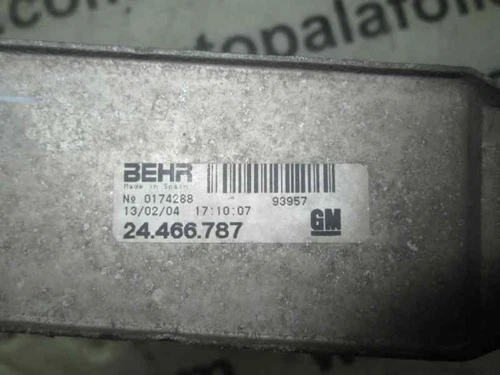 BEHR
Made in Spain
№ 0174288 93957
13/02/04 17:10:07
24.466.787 GM